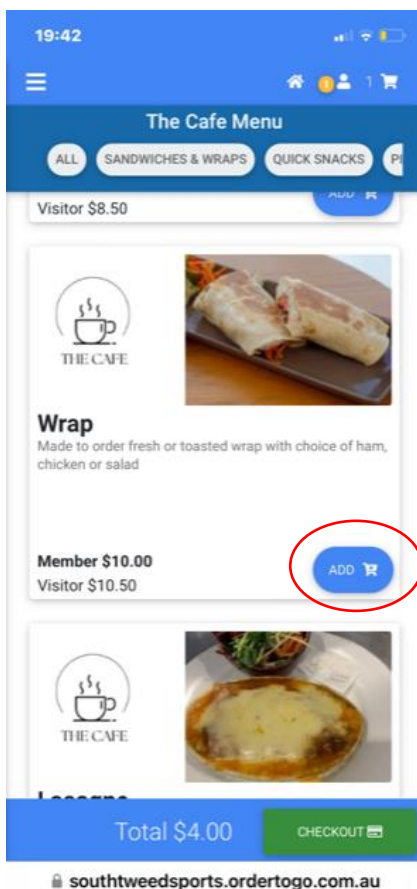 19:42
1
The Cafe Menu
ALL SANDWICHES & WRAPS QUICK SNACKS
Visitor $8.50
ADD
THE CAFE
Wrap
Made to order fresh or toasted wrap with choice of ham,
chicken or salad
Member $10.00
Visitor $10.50
ADD
THE CAFE
Lasagne
Total $4.00
CHECKOUT
southtweedsports.ordertogo.com.au